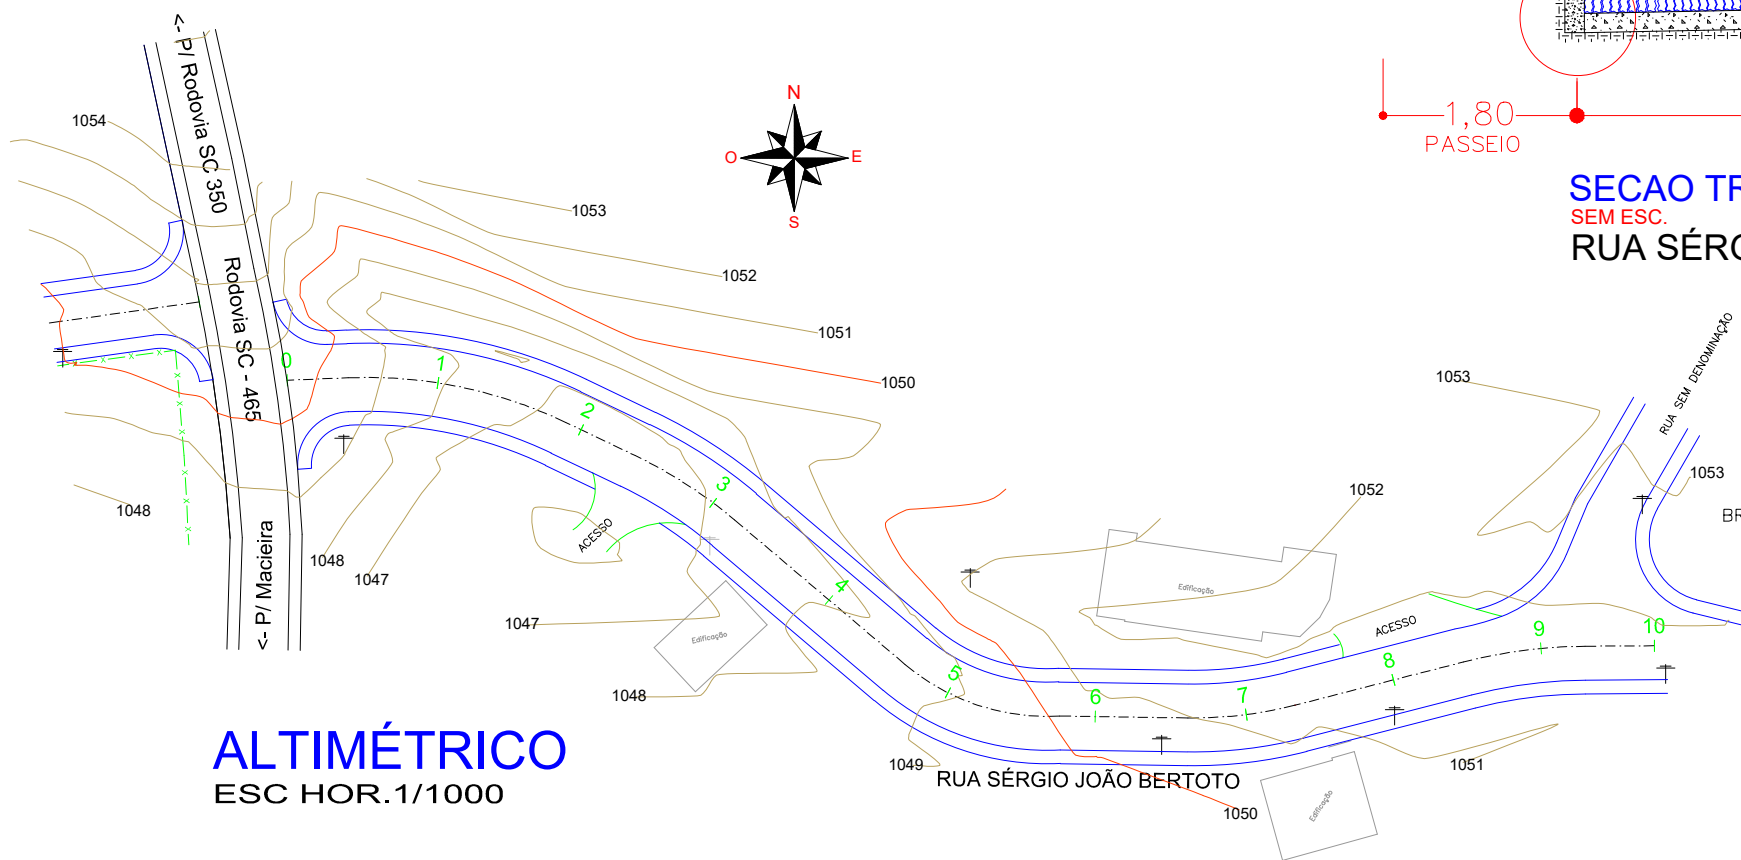 <- P/ Rodovia SC 350
Rodovia SC - 465
<- P/ Macieira
1054
1053
1052
1051
1050
N
O
E
S
1,80
PASSEIO
SECAO TR
SEM ESC.
RUA SÉRG
RUA SEM DENOMINAÇÃO
1053
1053
1052
BR
0
1
2
3
4
5
6
7
8
9
10
ACESSO
ACESSO
Edificação
Edificação
Edificação
1048
1048
1047
1047
1048
1049
1050
1051
RUA SÉRGIO JOÃO BERTOTO
ALTIMÉTRICO
ESC HOR.1/1000